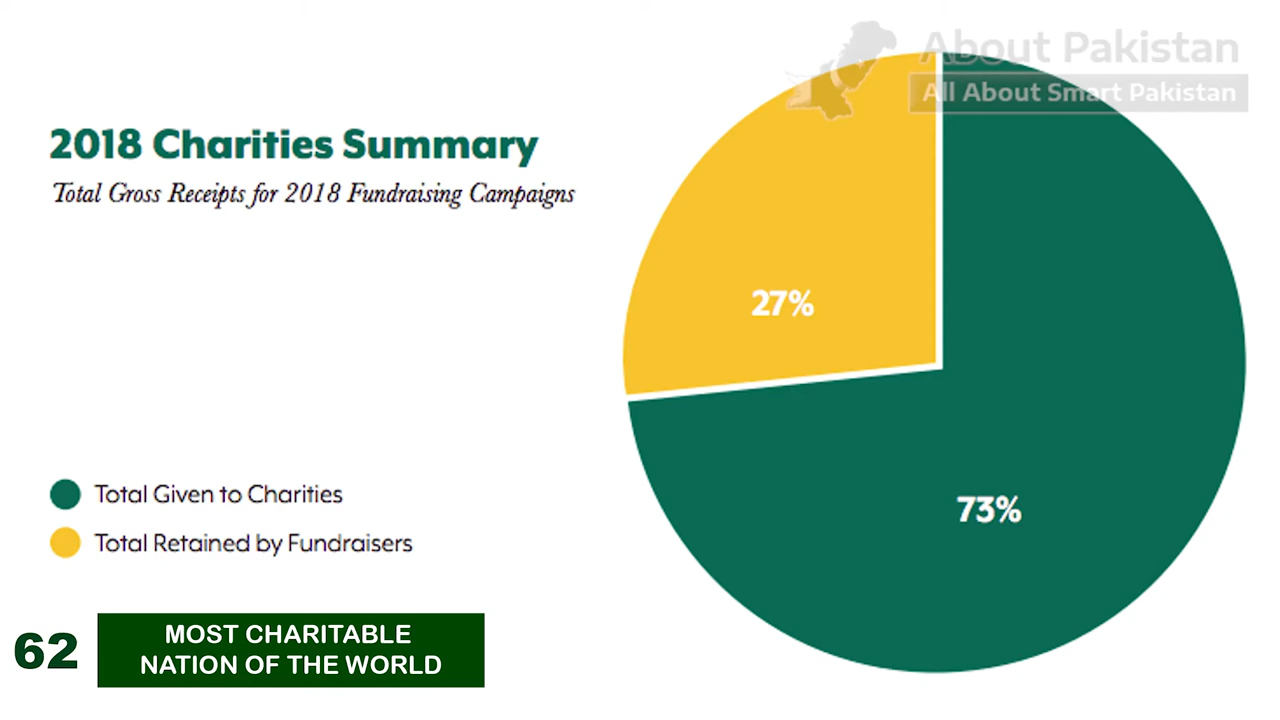 About Pakistan
All About Smart Pakistan
2018 Charities Summary
Total Gross Receipts for 2018 Fundraising Campaigns
27%
73%
Total Given to Charities
Total Retained by Fundraisers
62
MOST CHARITABLE
NATION OF THE WORLD